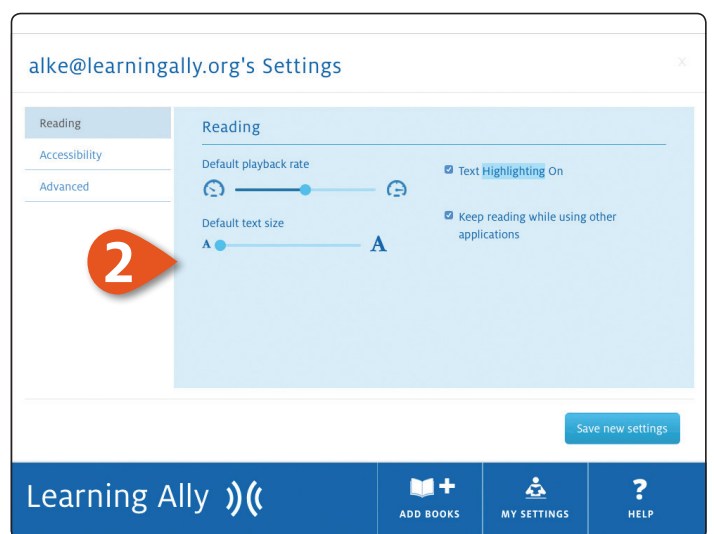 alke@learningally.org's Settings
x
Reading
Accessibility
Advanced
Reading
Default playback rate
Default text size
A A
Text Highlighting On
Keep reading while using other
applications
2
Save new settings
Learning Ally
ADD BOOKS
MY SETTINGS
?
HELP